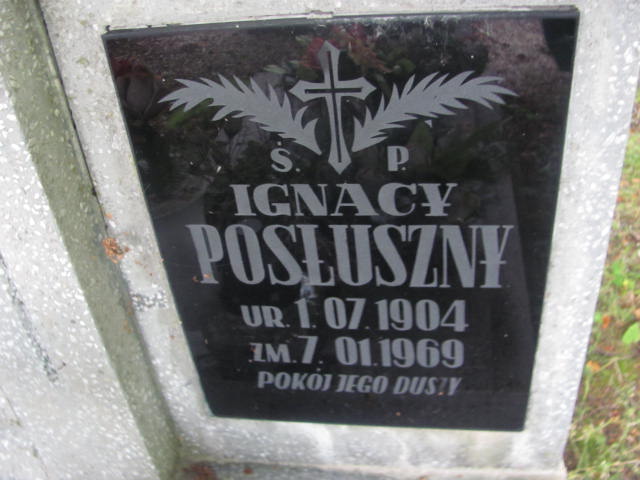 Ś. P.
IGNACY
POSŁUSZNY
UR. 1. 07. 1904
ZM. 7. 01. 1969
POKÓJ JEGO DUSZY